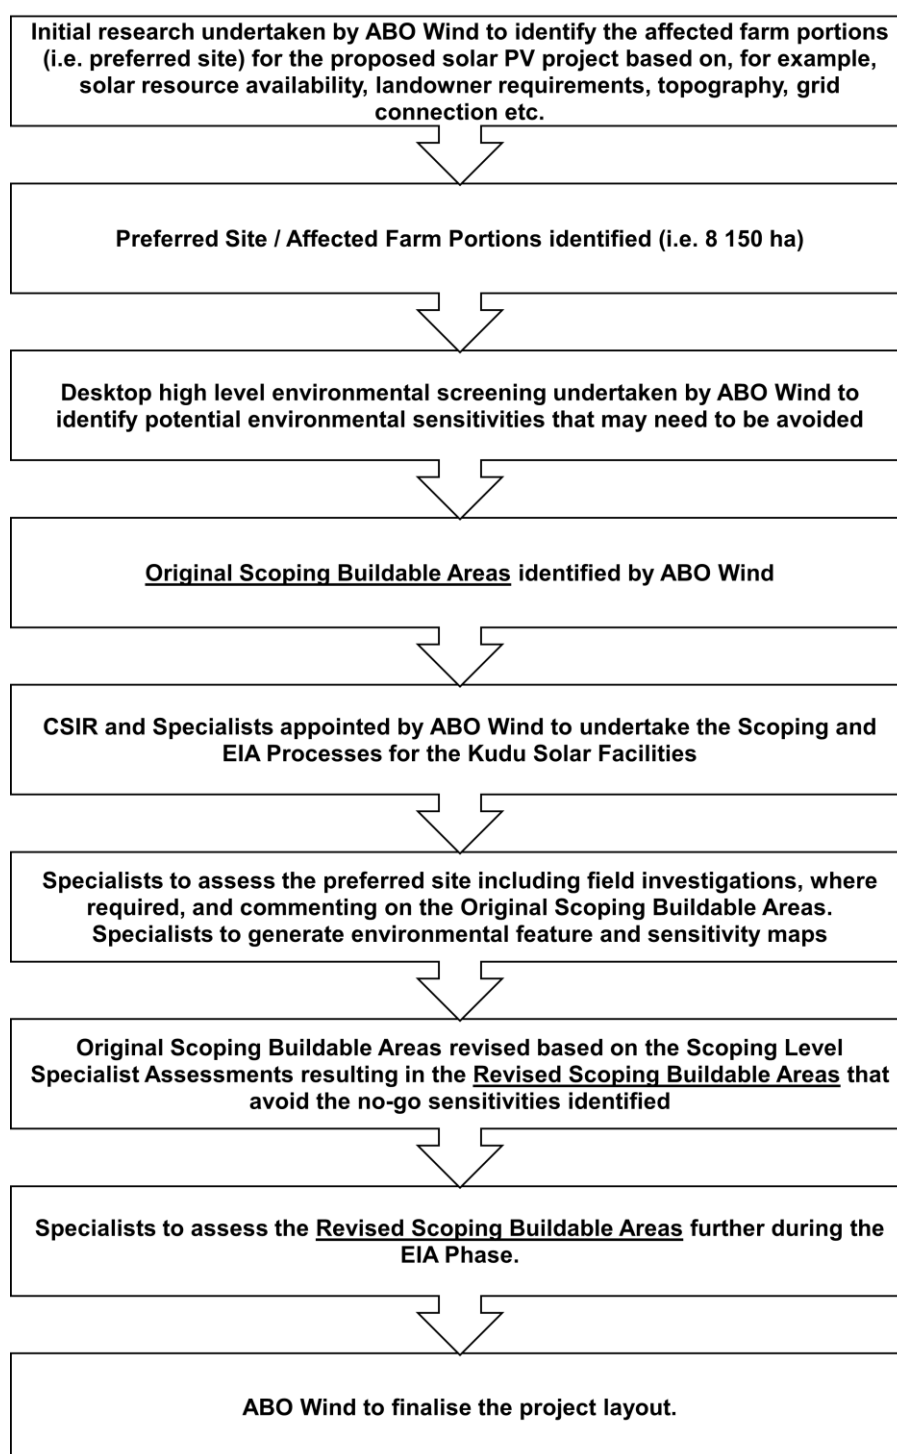 Initial research undertaken by ABO Wind to identify the affected farm portions
(i.e. preferred site) for the proposed solar PV project based on, for example,
solar resource availability, landowner requirements, topography, grid
connection etc.
Preferred Site / Affected Farm Portions identified (i.e. 8 150 ha)
Desktop high level environmental screening undertaken by ABO Wind to
identify potential environmental sensitivities that may need to be avoided
Original Scoping Buildable Areas identified by ABO Wind
CSIR and Specialists appointed by ABO Wind to undertake the Scoping and
EIA Processes for the Kudu Solar Facilities
Specialists to assess the preferred site including field investigations, where
required, and commenting on the Original Scoping Buildable Areas.
Specialists to generate environmental feature and sensitivity maps
Original Scoping Buildable Areas revised based on the Scoping Level
Specialist Assessments resulting in the Revised Scoping Buildable Areas that
avoid the no-go sensitivities identified
Specialists to assess the Revised Scoping Buildable Areas further during the
EIA Phase.
ABO Wind to finalise the project layout.